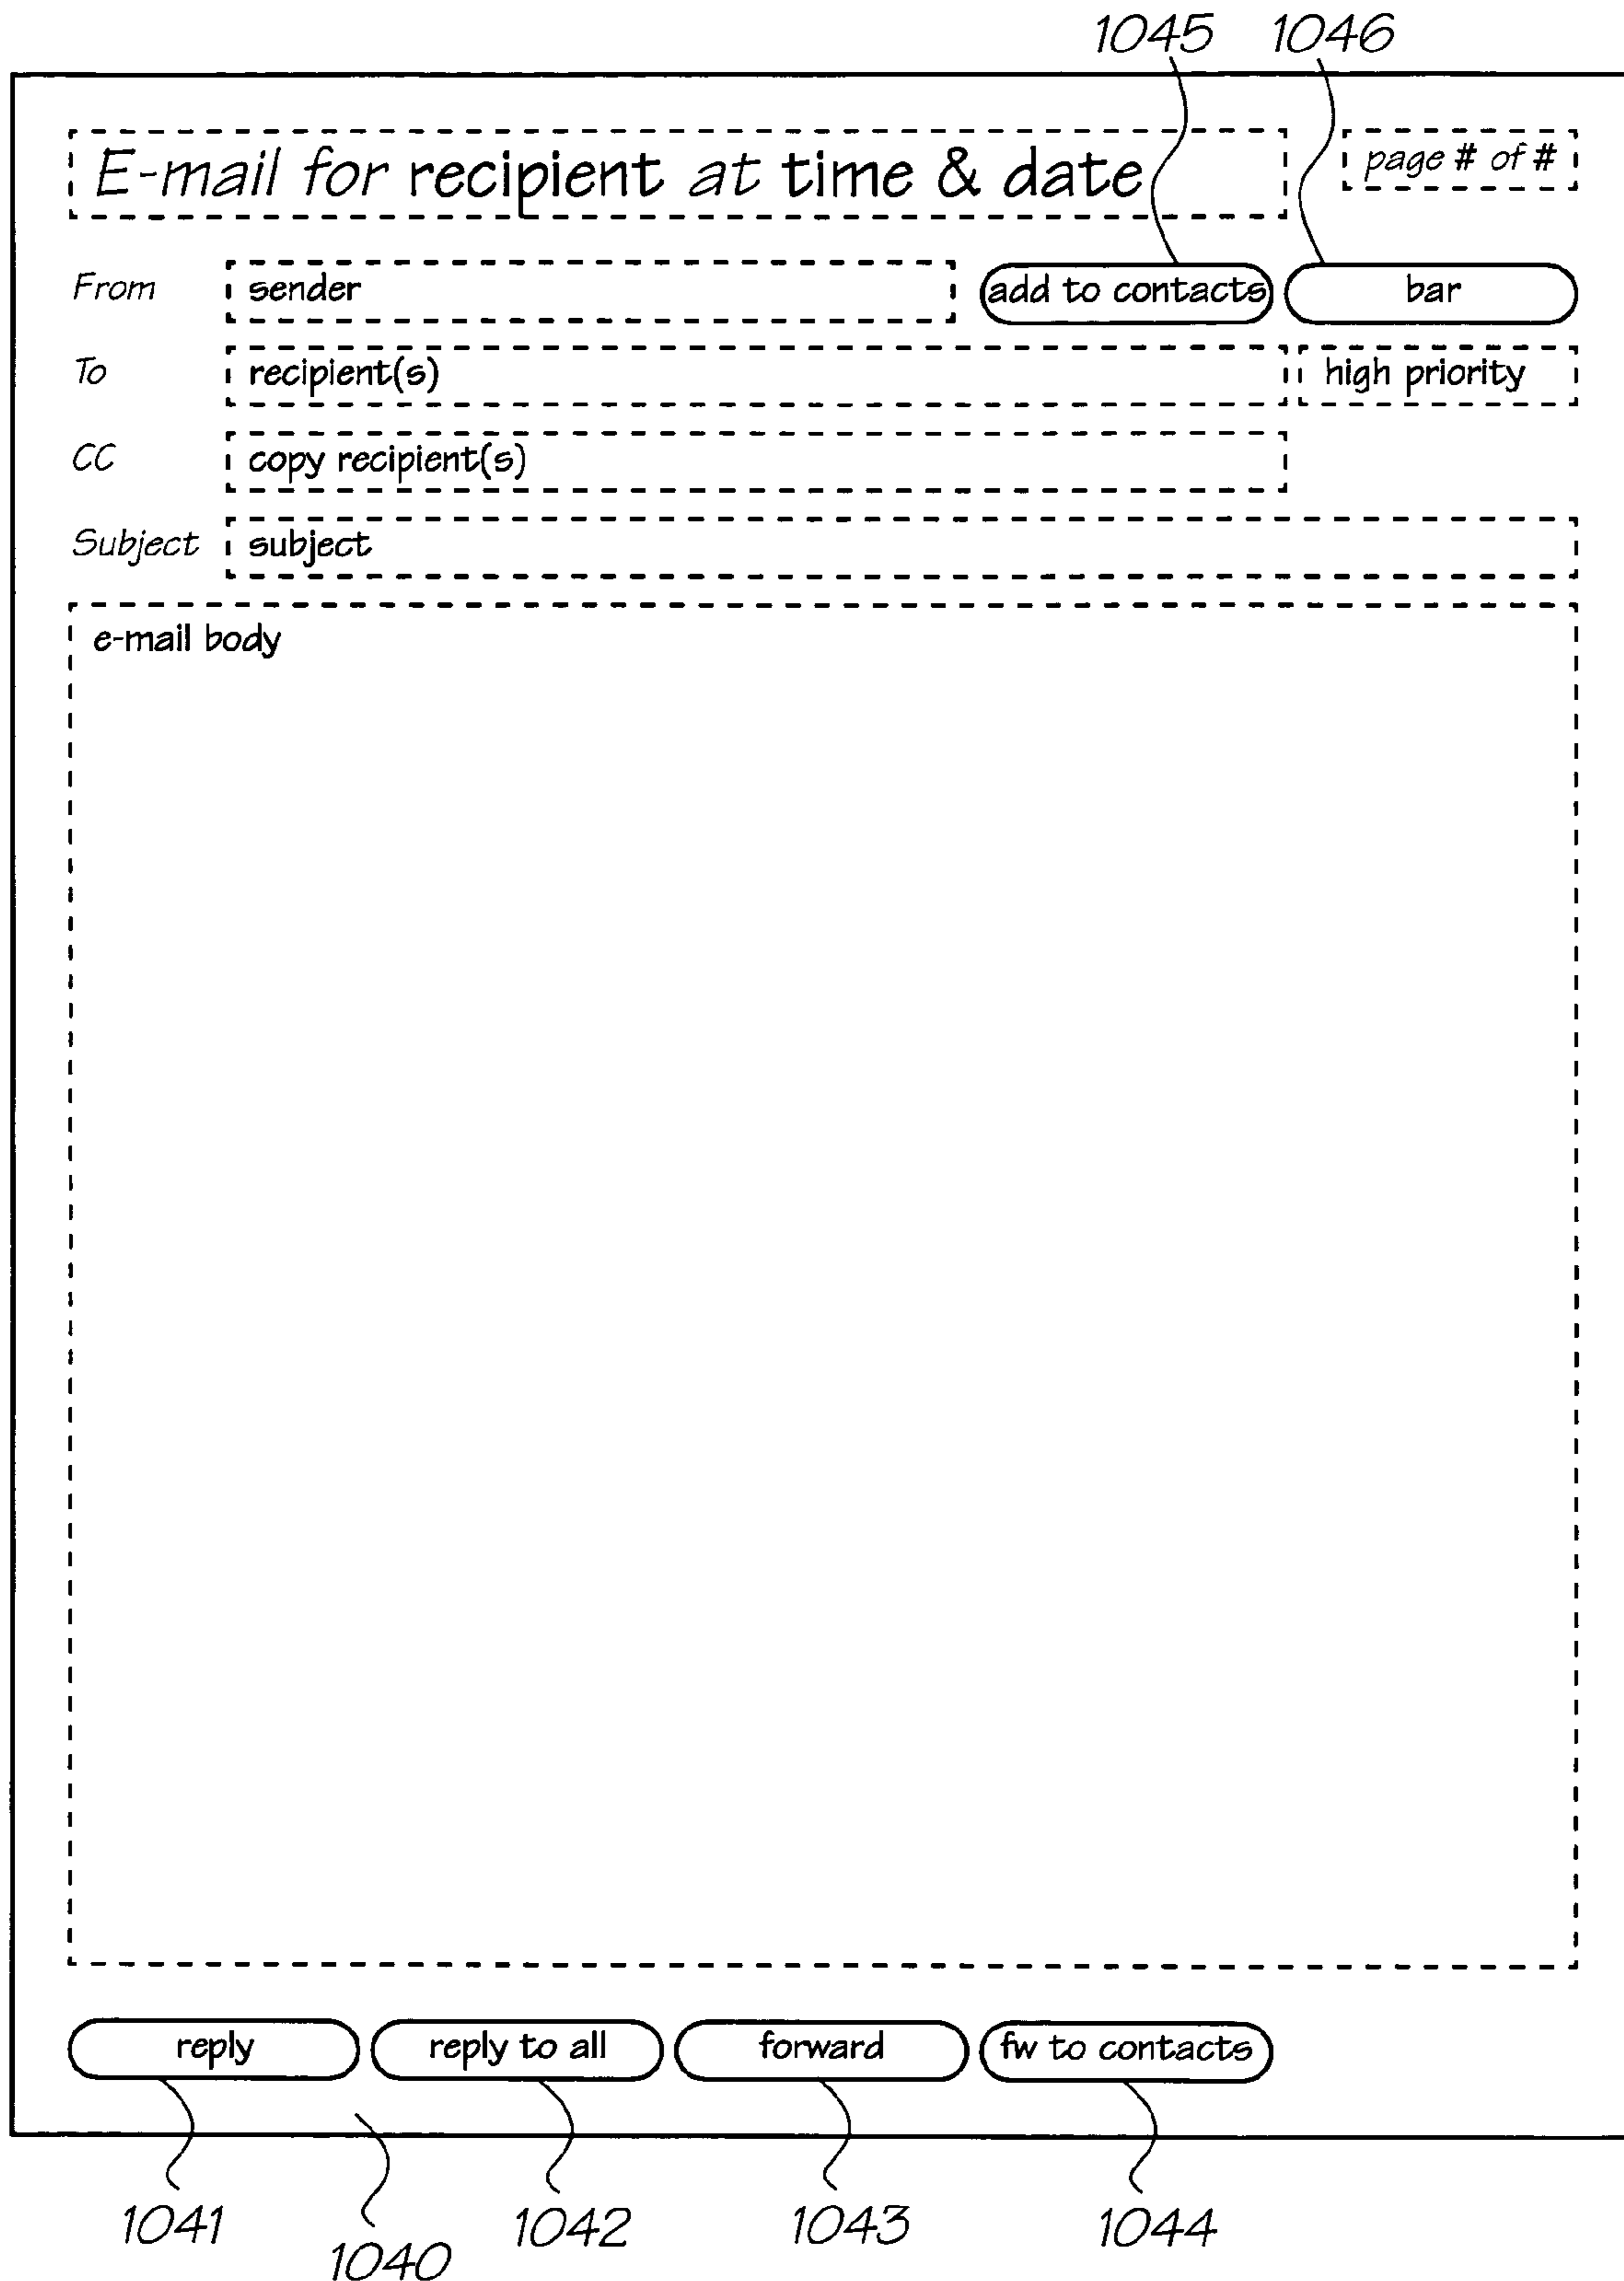 1045 1046
E-mail for recipient at time & date page # of #
From sender add to contacts bar
To recipient(s) high priority
CC copy recipient(s)
Subject subject
e-mail body
reply reply to all forward fw to contacts
1041 1042 1043 1044
1040